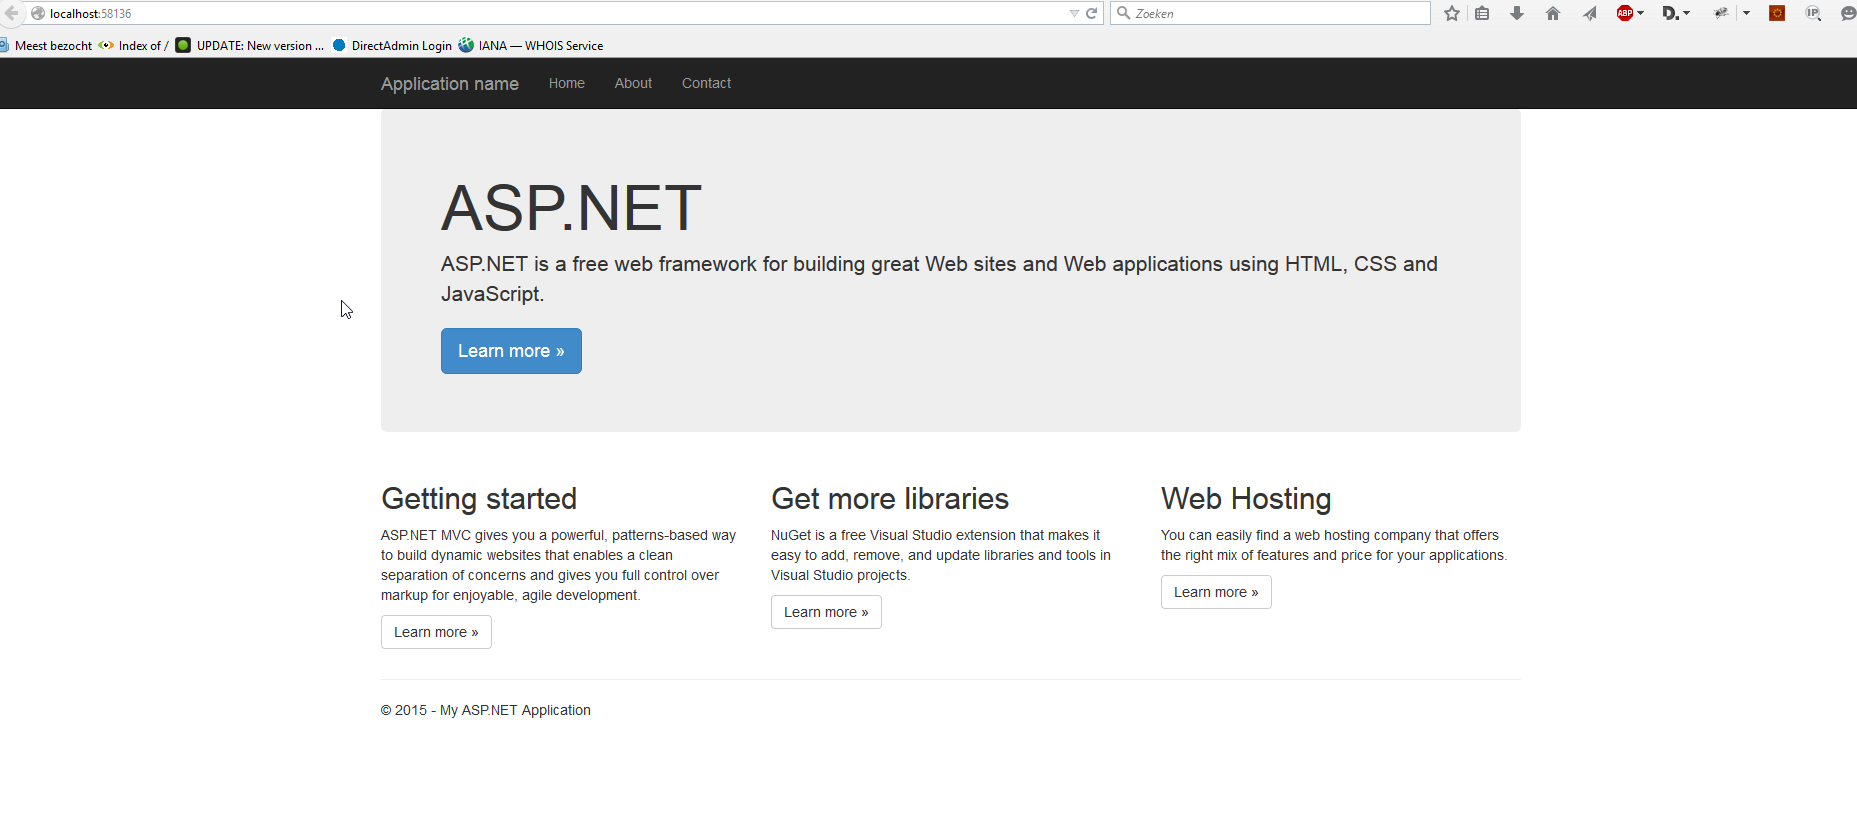 localhost:58136
Zoeken
ABP
D.
IP
Meest bezocht
Index of /
UPDATE: New version ...
DirectAdmin Login
IANA — WHOIS Service
Application name
Home
About
Contact
ASP.NET
ASP.NET is a free web framework for building great Web sites and Web applications using HTML, CSS and
JavaScript.
Learn more »
Getting started
ASP.NET MVC gives you a powerful, patterns-based way
to build dynamic websites that enables a clean
separation of concerns and gives you full control over
markup for enjoyable, agile development.
Learn more »
Get more libraries
NuGet is a free Visual Studio extension that makes it
easy to add, remove, and update libraries and tools in
Visual Studio projects.
Learn more »
Web Hosting
You can easily find a web hosting company that offers
the right mix of features and price for your applications.
Learn more »
© 2015 - My ASP.NET Application